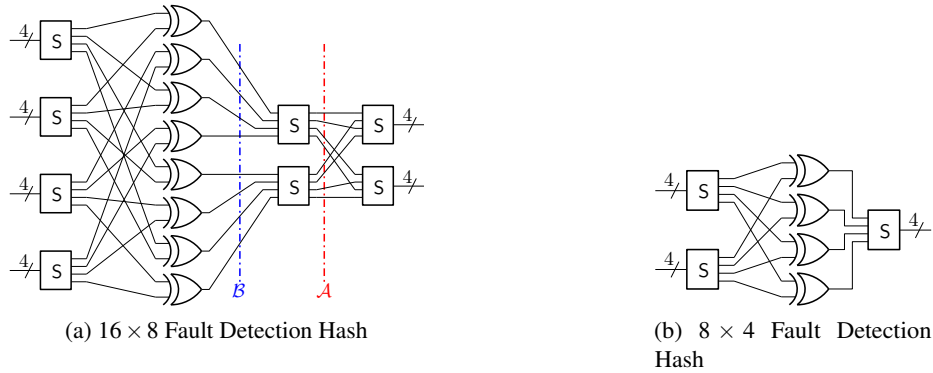 4 S
4 S
4 S
4 S
S S 4
S S 4
B A
(a) 16 × 8 Fault Detection Hash
4 S
4 S
S 4
(b) 8 × 4 Fault Detection
Hash